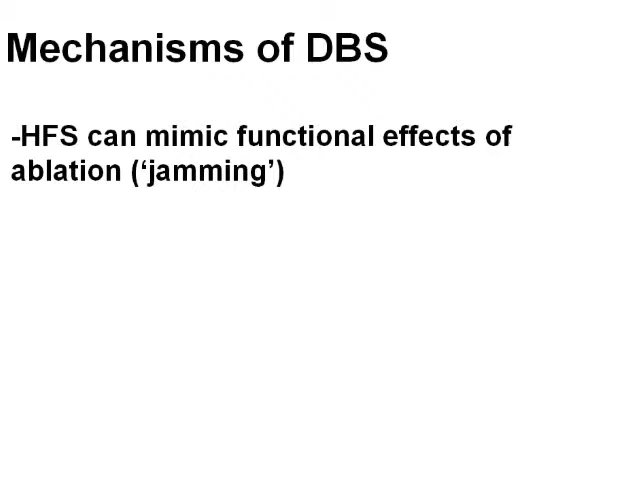 Mechanisms of DBS
-HFS can mimic functional effects of
ablation (‘jamming’)